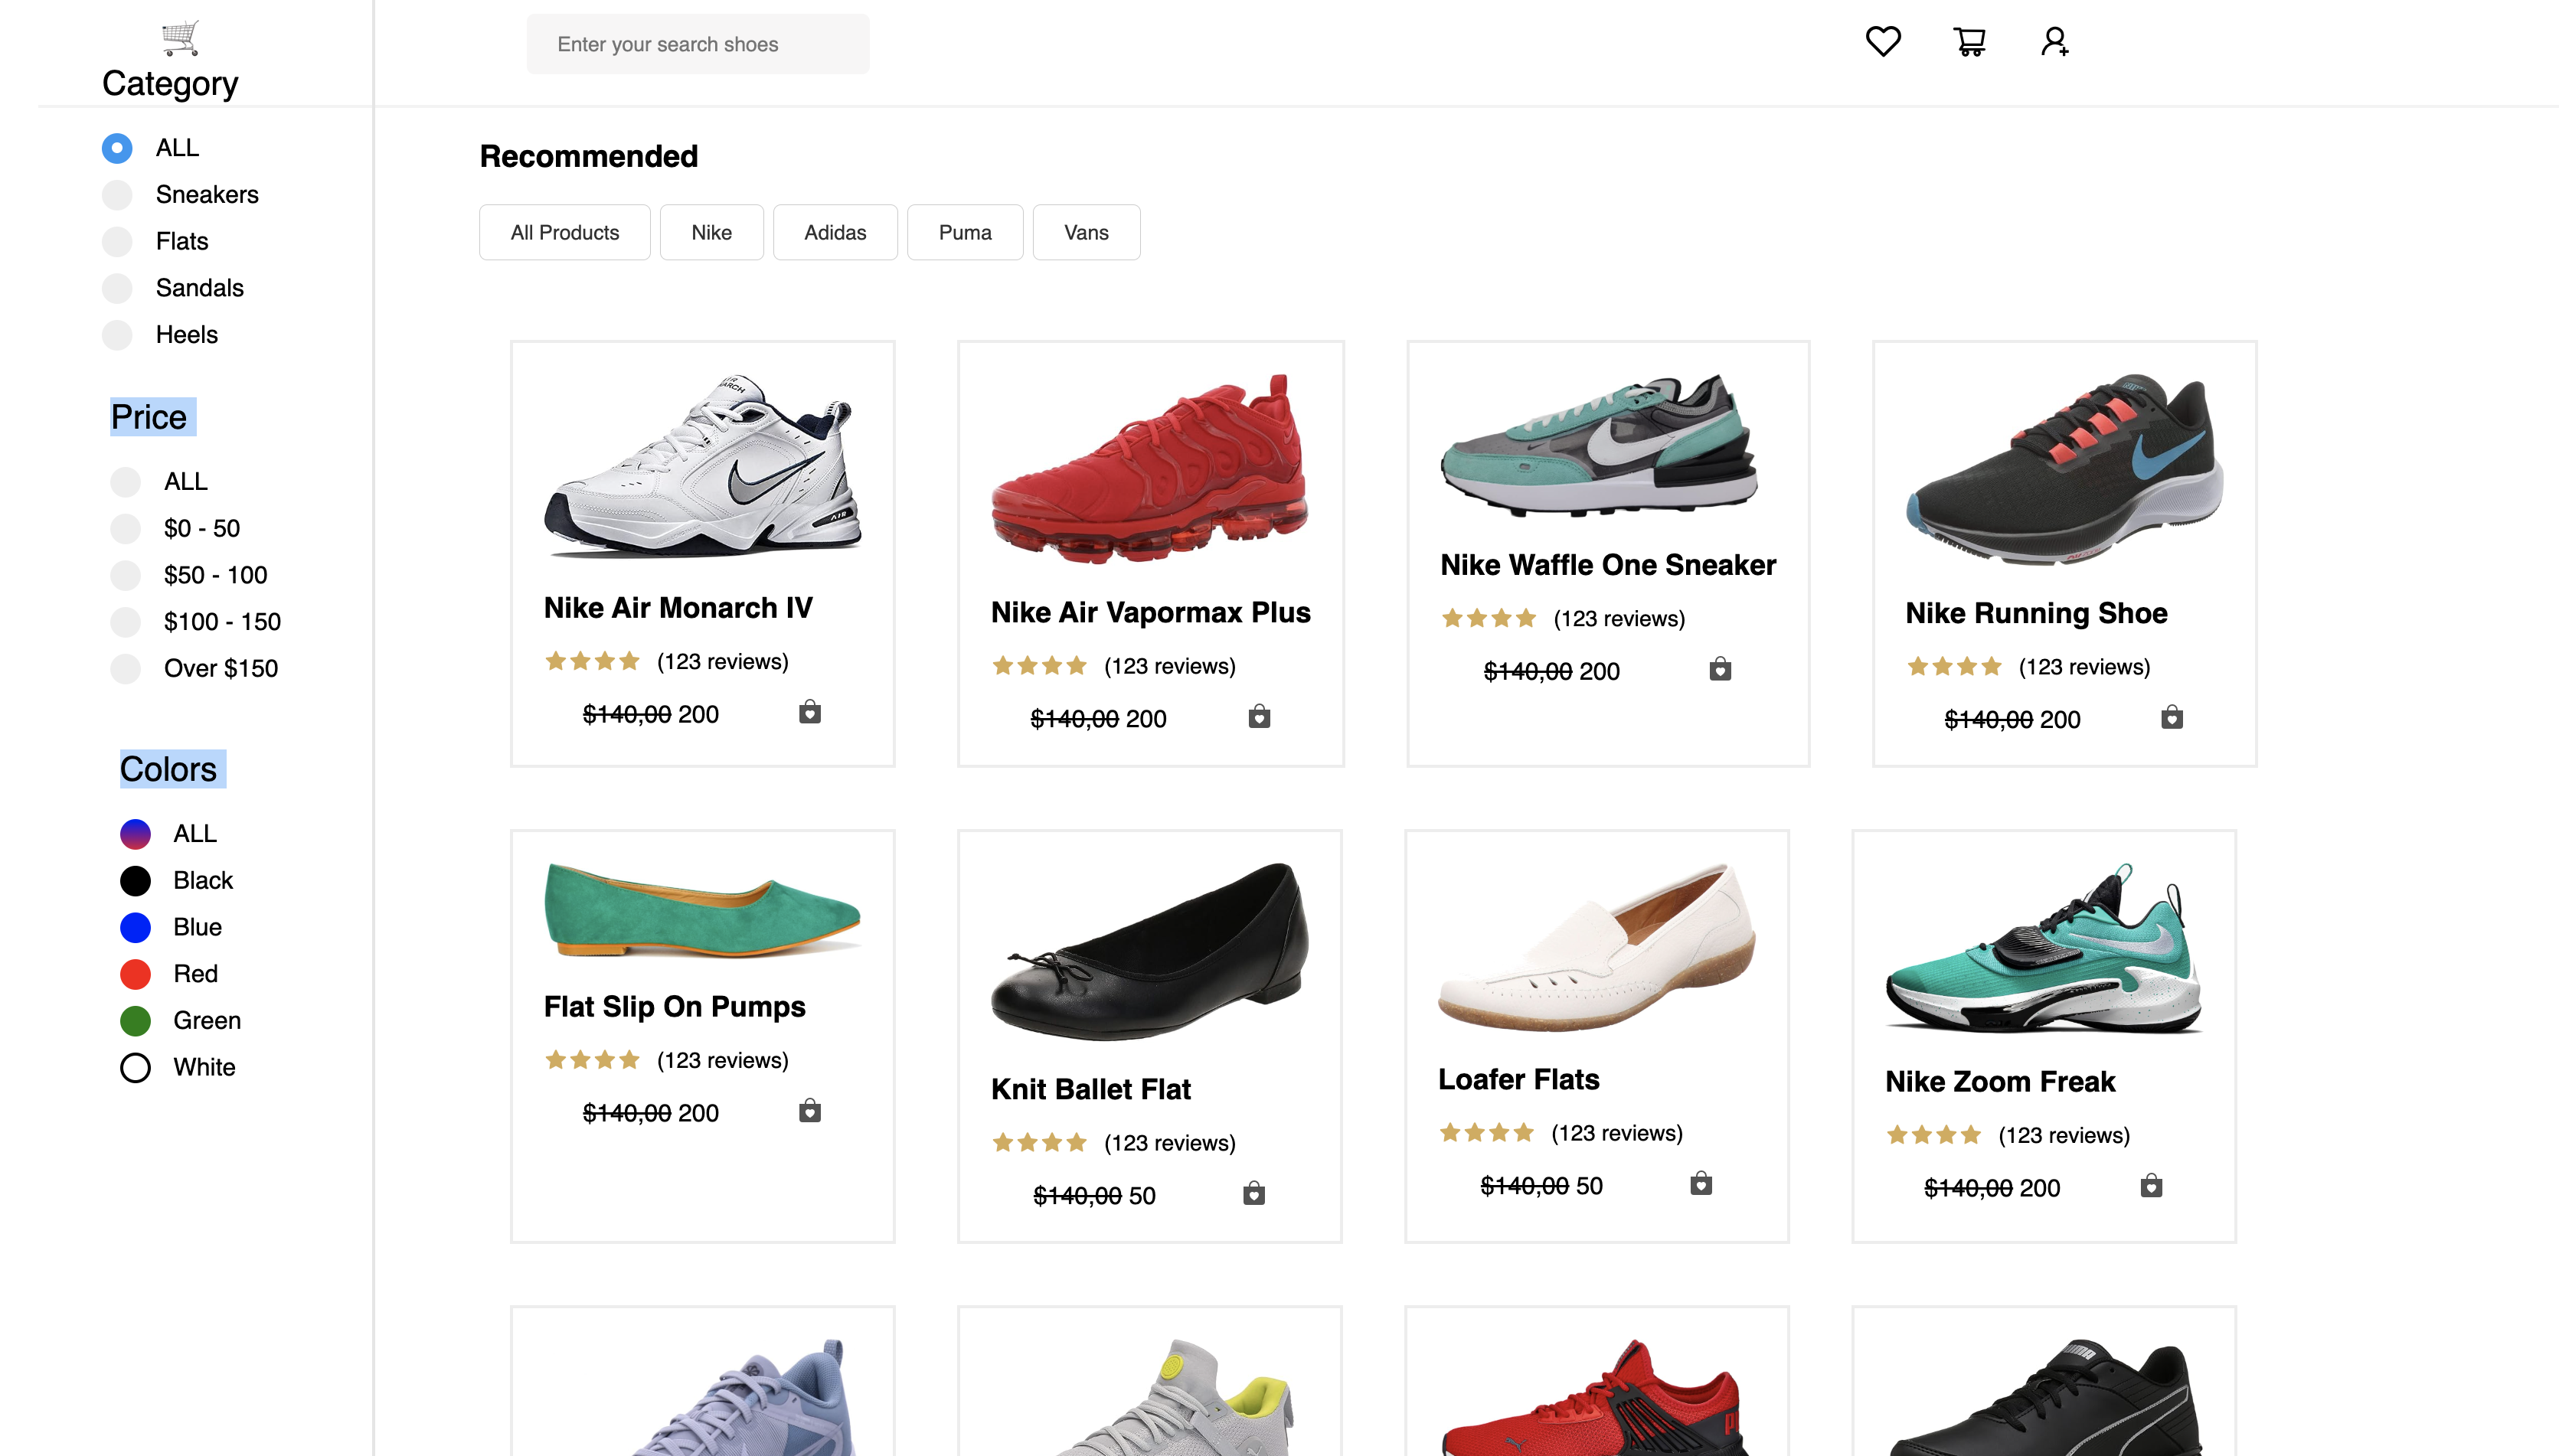 Category
ALL
Sneakers
Flats
Sandals
Heels
Price
ALL
$0 - 50
$50 - 100
$100 - 150
Over $150
Colors
ALL
Black
Blue
Red
Green
White
Enter your search shoes
Recommended
All Products Nike Adidas Puma Vans
Nike Air Monarch IV
(123 reviews)
$140,00 200
Nike Air Vapormax Plus
(123 reviews)
$140,00 200
Nike Waffle One Sneaker
(123 reviews)
$140,00 200
Nike Running Shoe
(123 reviews)
$140,00 200
Flat Slip On Pumps
(123 reviews)
$140,00 200
Knit Ballet Flat
(123 reviews)
$140,00 50
Loafer Flats
(123 reviews)
$140,00 50
Nike Zoom Freak
(123 reviews)
$140,00 200